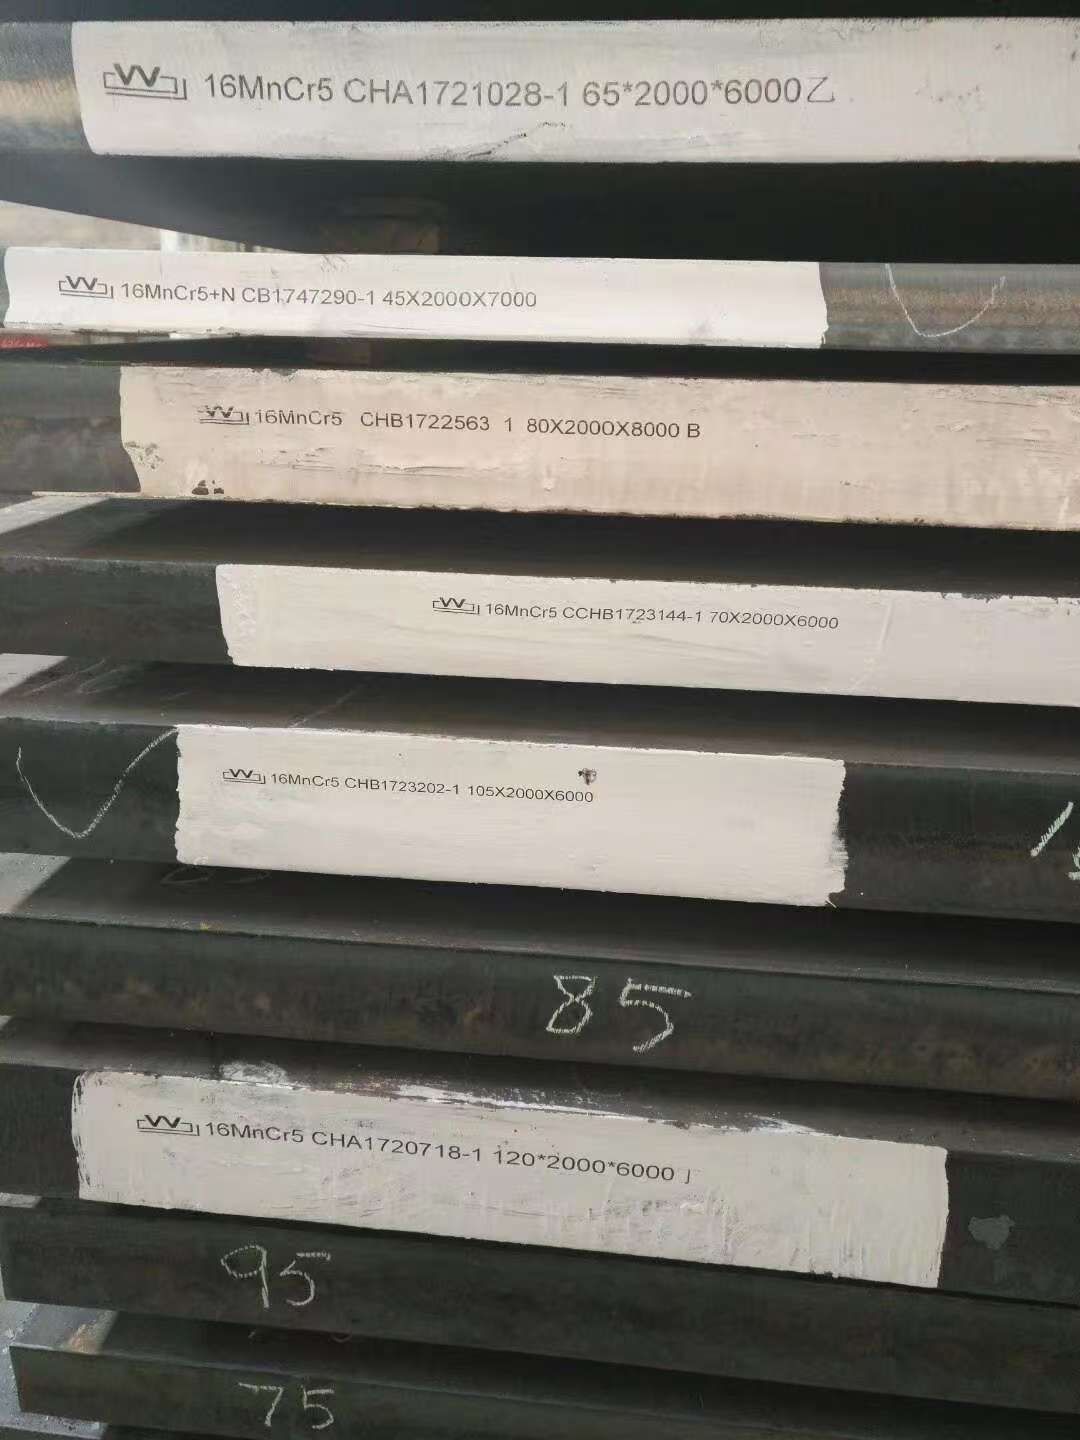 16MnCr5 CHA1721028-1 65*2000*6000乙
16MnCr5+N CB1747290-1 45X2000X7000
16MnCr5 CHB1722563 1 80X2000X8000 B
16MnCr5 CCHB1723144-1 70X2000X6000
16MnCr5 CHB1723202-1 105X2000X6000
85
16MnCr5 CHA1720718-1 120*2000*6000
95
75